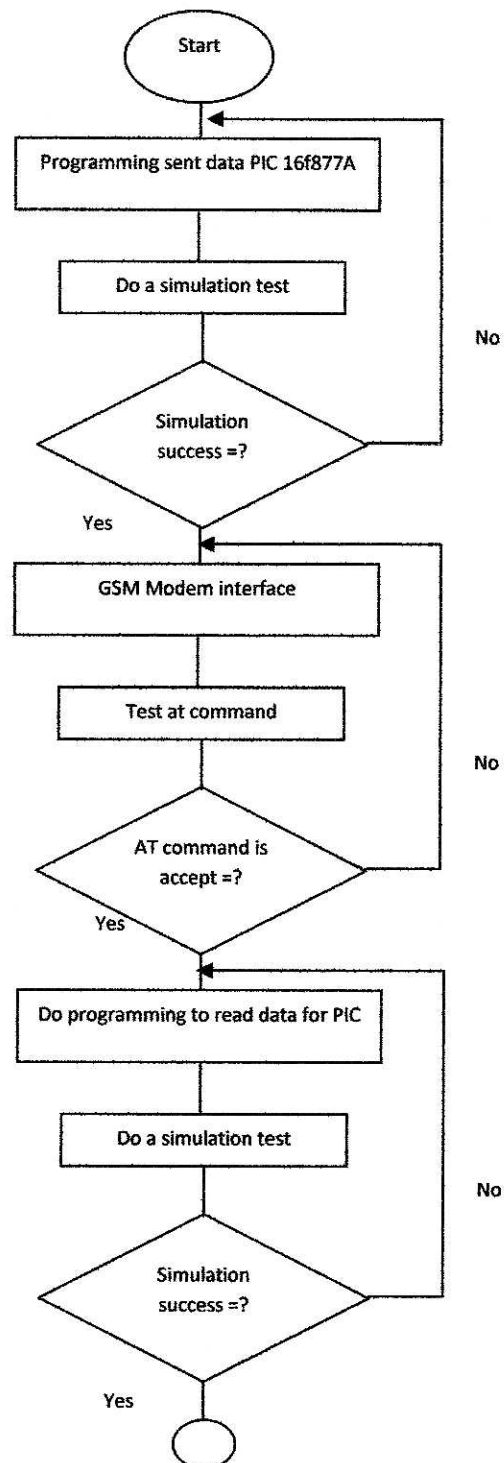 Start
Programming sent data PIC 16f877A
Do a simulation test
No
Simulation
success =?
Yes
GSM Modem interface
Test at command
No
AT command is
accept =?
Yes
Do programming to read data for PIC
Do a simulation test
No
Simulation
success =?
Yes